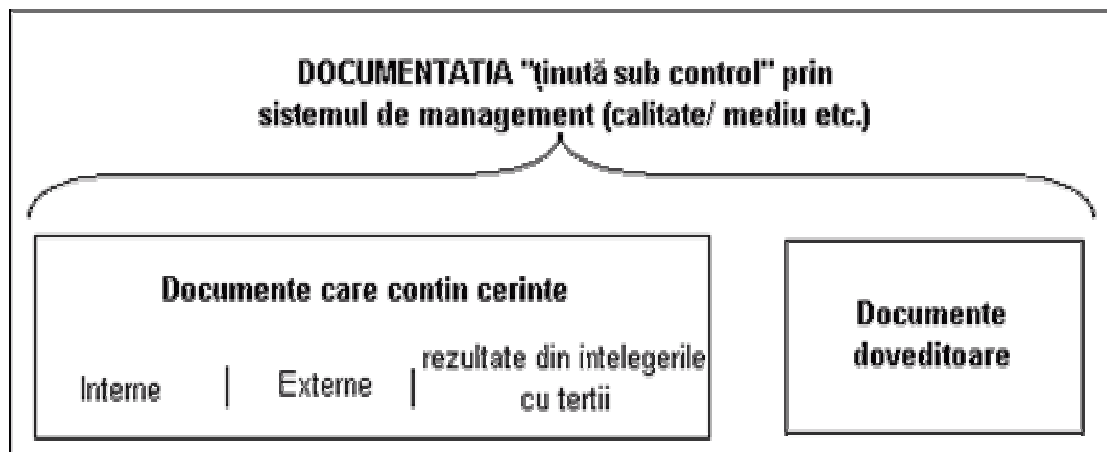 DOCUMENTATIA "ținută sub control" prin
sistemul de management (calitate/ mediu etc.)
Documente care contin cerinte
Interne | Externe | rezultate din intelegerile
cu tertii
Documente
doveditoare